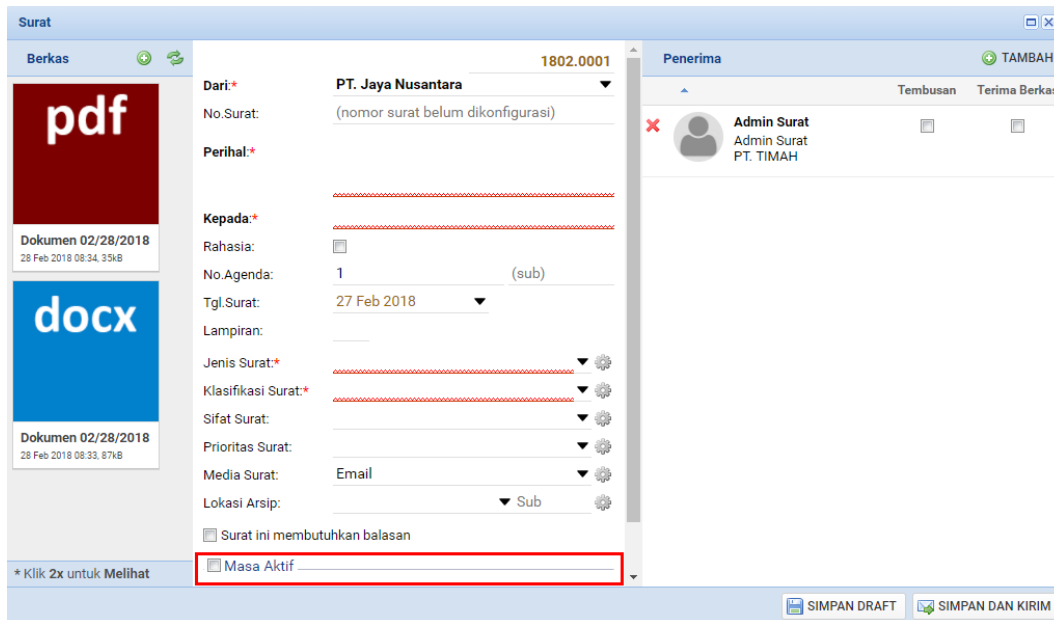 Surat
Berkas
pdf
Dokumen 02/28/2018
28 Feb 2018 08:34, 35kB
docx
Dokumen 02/28/2018
28 Feb 2018 08:33, 87kB
* Klik 2x untuk Melihat
1802.0001
Dari:* PT. Jaya Nusantara
No.Surat: (nomor surat belum dikonfigurasi)
Perihal:*
Kepada:*
Rahasia:
No.Agenda: 1 (sub)
Tgl.Surat: 27 Feb 2018
Lampiran:
Jenis Surat:*
Klasifikasi Surat:*
Sifat Surat:
Prioritas Surat:
Media Surat: Email
Lokasi Arsip: Sub
Surat ini membutuhkan balasan
Masa Aktif
Penerima TAMBAH
Tembusan Terima Berkas
Admin Surat
Admin Surat
PT. TIMAH
SIMPAN DRAFT SIMPAN DAN KIRIM